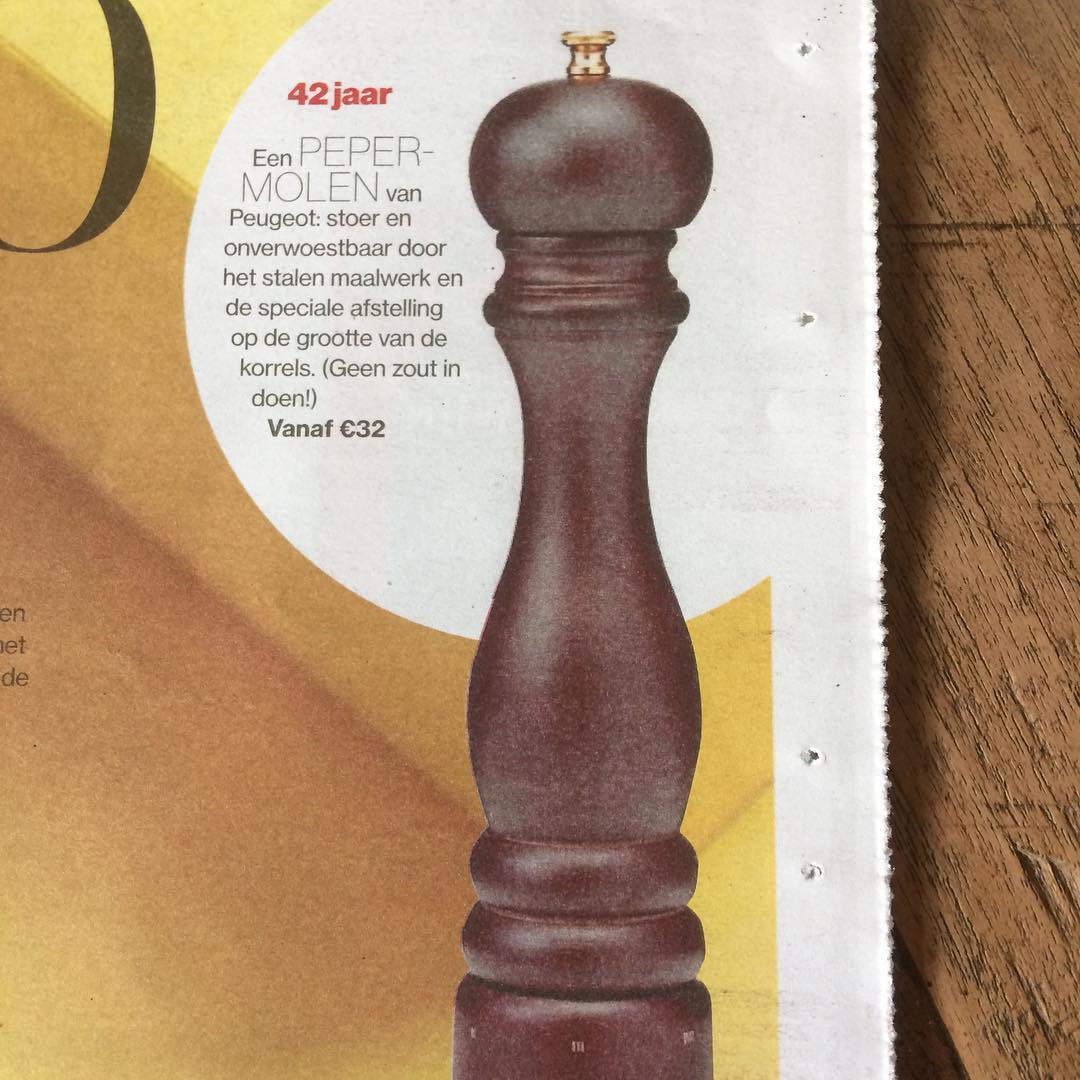 42 jaar
Een PEPER-
MOLEN van
Peugeot: stoer en
onverwoestbaar door
het stalen maalwerk en
de speciale afstelling
op de grootte van de
korrels. (Geen zout in
doen!)
Vanaf €32
en
de